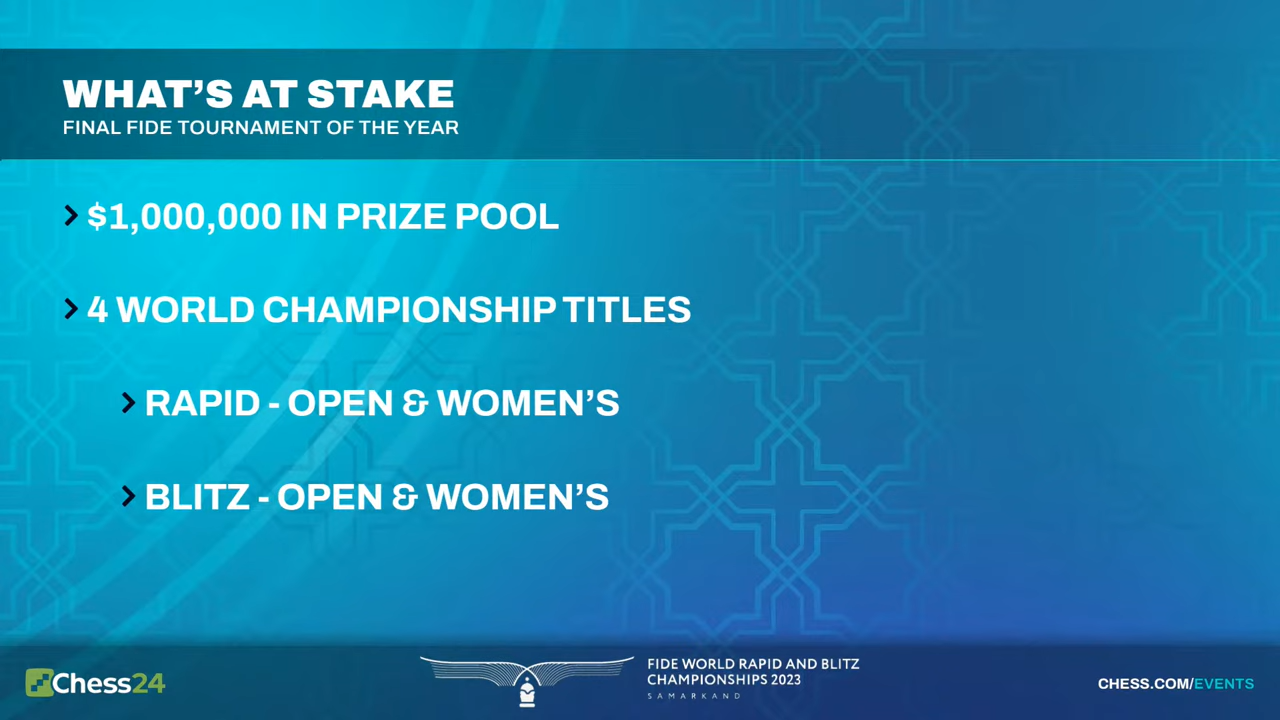 WHAT'S AT STAKE
FINAL FIDE TOURNAMENT OF THE YEAR
$1,000,000 IN PRIZE POOL
4 WORLD CHAMPIONSHIP TITLES
RAPID - OPEN & WOMEN'S
BLITZ - OPEN & WOMEN'S
Chess24
FIDE WORLD RAPID AND BLITZ
CHAMPIONSHIPS 2023
SAMARKAND
CHESS.COM/EVENTS